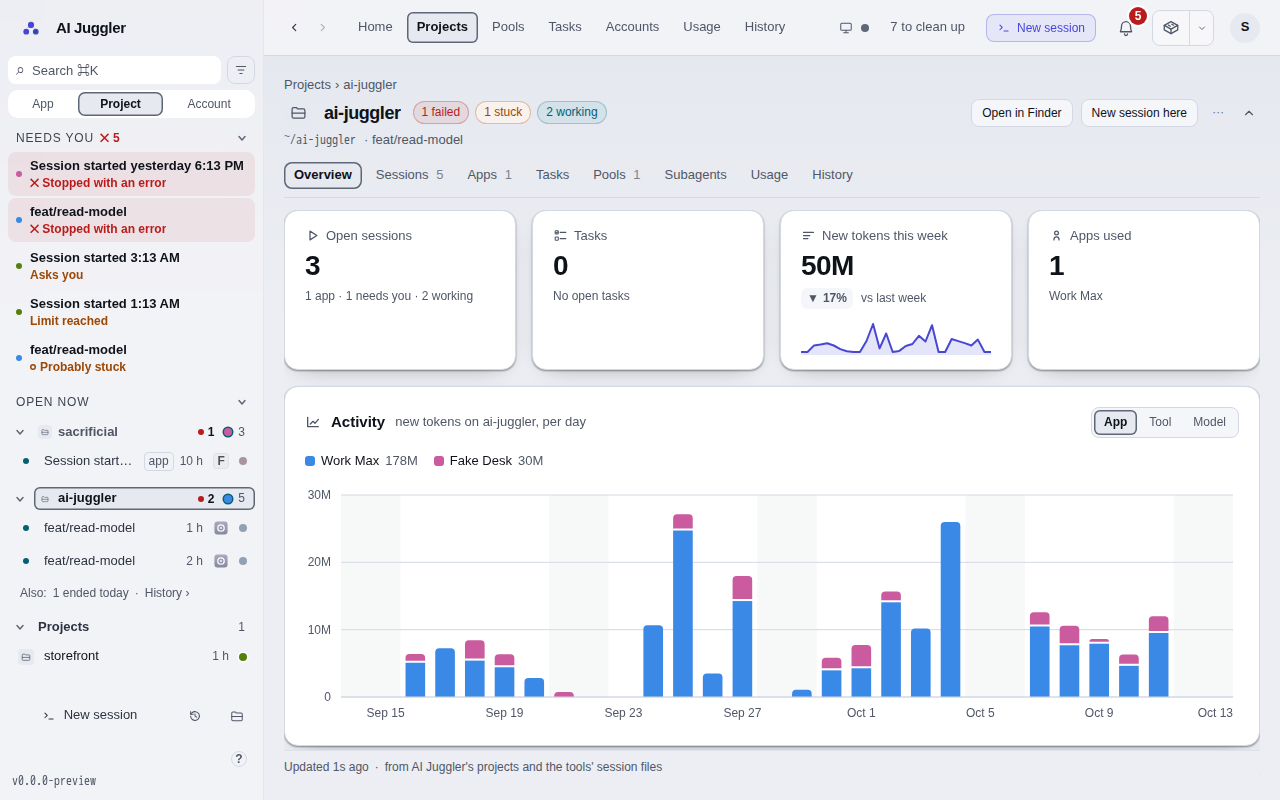 AI Juggler
Search ⌘K
App Project Account
NEEDS YOU 5
Session started yesterday 6:13 PM
Stopped with an error
feat/read-model
Stopped with an error
Session started 3:13 AM
Asks you
Session started 1:13 AM
Limit reached
feat/read-model
Probably stuck
OPEN NOW
sacrificial 1 3
Session start… app 10 h F
ai-juggler 2 5
feat/read-model 1 h
feat/read-model 2 h
Also: 1 ended today · History ›
Projects 1
storefront 1 h
New session
?
v0.0.0-preview
Home Projects Pools Tasks Accounts Usage History
7 to clean up
New session
5
S
Projects › ai-juggler
ai-juggler 1 failed 1 stuck 2 working
Open in Finder New session here ···
~/ai-juggler · feat/read-model
Overview Sessions 5 Apps 1 Tasks Pools 1 Subagents Usage History
Open sessions
3
1 app · 1 needs you · 2 working
Tasks
0
No open tasks
New tokens this week
50M
▼ 17% vs last week
Apps used
1
Work Max
Activity new tokens on ai-juggler, per day
App Tool Model
Work Max 178M Fake Desk 30M
30M
20M
10M
0
Sep 15 Sep 19 Sep 23 Sep 27 Oct 1 Oct 5 Oct 9 Oct 13
Updated 1s ago · from AI Juggler's projects and the tools' session files